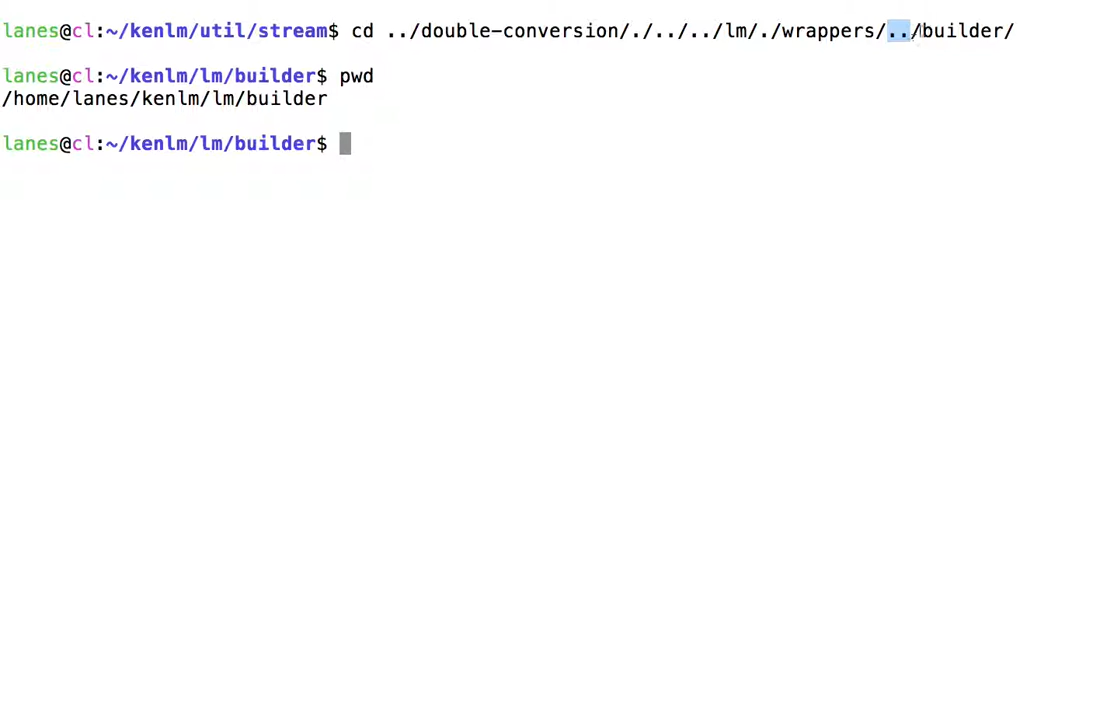 lanes@cl:~/kenlm/util/stream$ cd ../double-conversion/./../../lm/./wrappers/../builder/
lanes@cl:~/kenlm/lm/builder$ pwd
/home/lanes/kenlm/lm/builder
lanes@cl:~/kenlm/lm/builder$